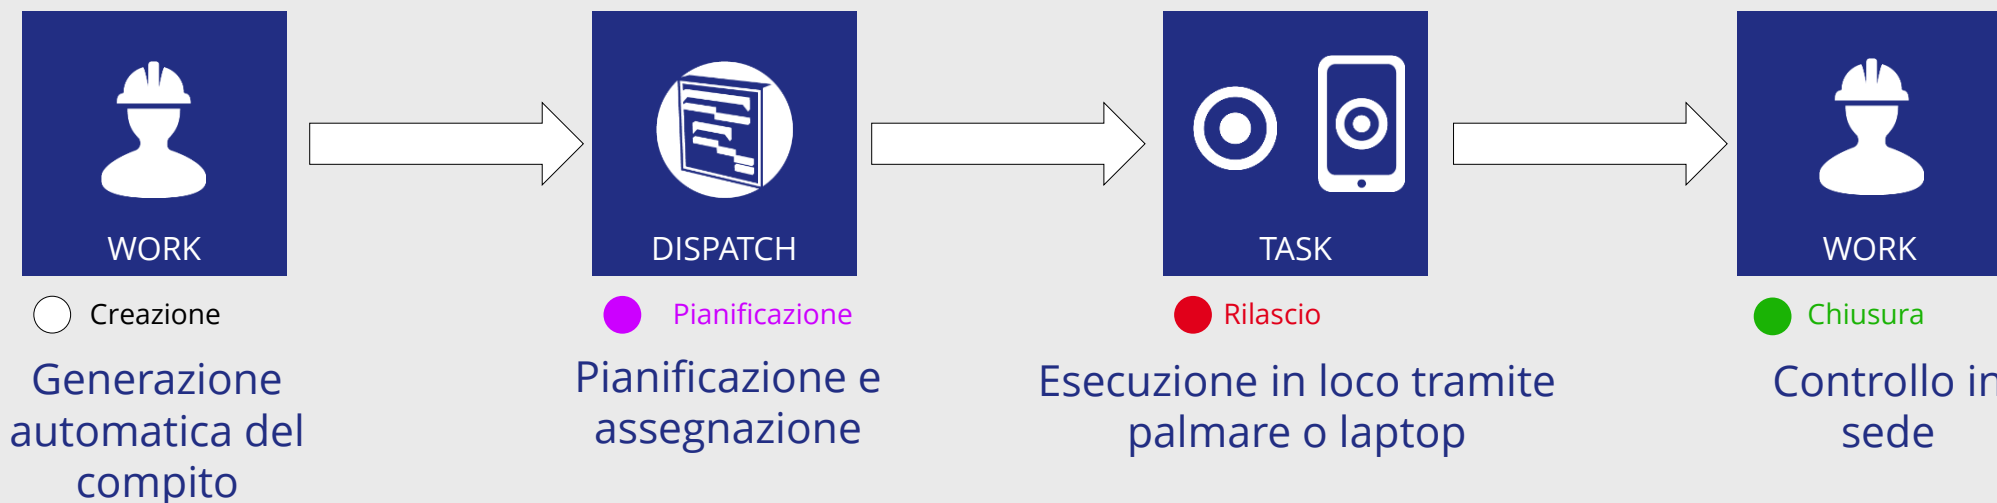 WORK
DISPATCH
TASK
WORK
Creazione
Pianificazione
Rilascio
Chiusura
Generazione
automatica del
compito
Pianificazione e
assegnazione
Esecuzione in loco tramite
palmare o laptop
Controllo in
sede